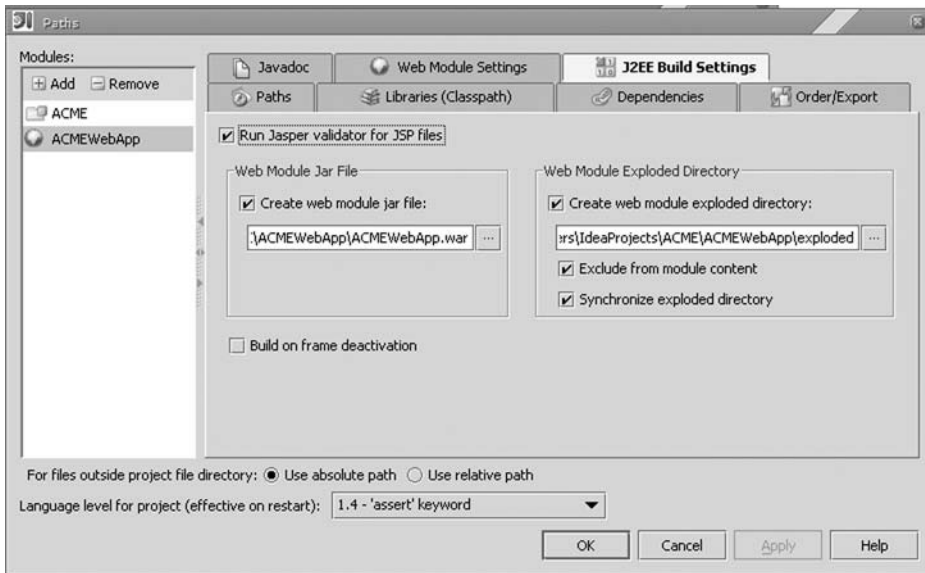 Paths
Modules:
Add Remove
ACME
ACMEWebApp
Javadoc Web Module Settings J2EE Build Settings
Paths Libraries (Classpath) Dependencies Order/Export
Run Jasper validator for JSP files
Web Module Jar File
Create web module jar file:
:\ACMEWebApp\ACMEWebApp.war ...
Web Module Exploded Directory
Create web module exploded directory:
ers\IdeaProjects\ACME\ACMEWebApp\exploded ...
Exclude from module content
Synchronize exploded directory
Build on frame deactivation
For files outside project file directory: Use absolute path Use relative path
Language level for project (effective on restart): 1.4 - 'assert' keyword
OK Cancel Apply Help